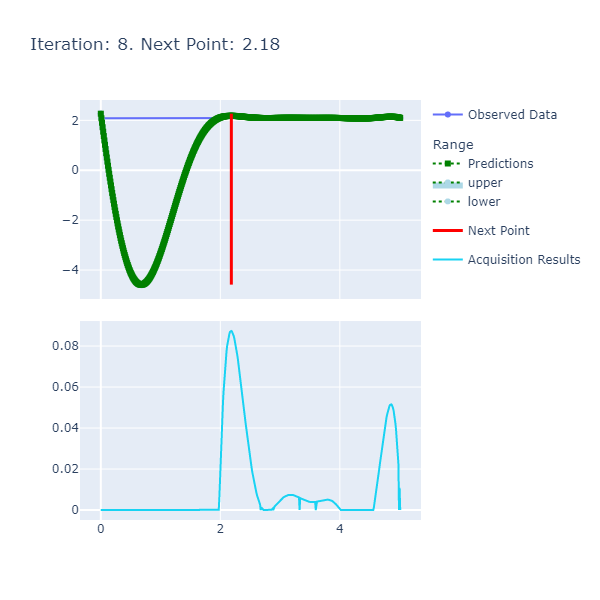 Iteration: 8. Next Point: 2.18
2
0
−2
−4
Observed Data
Range
Predictions
upper
lower
Next Point
Acquisition Results
0.08
0.06
0.04
0.02
0
0 2 4